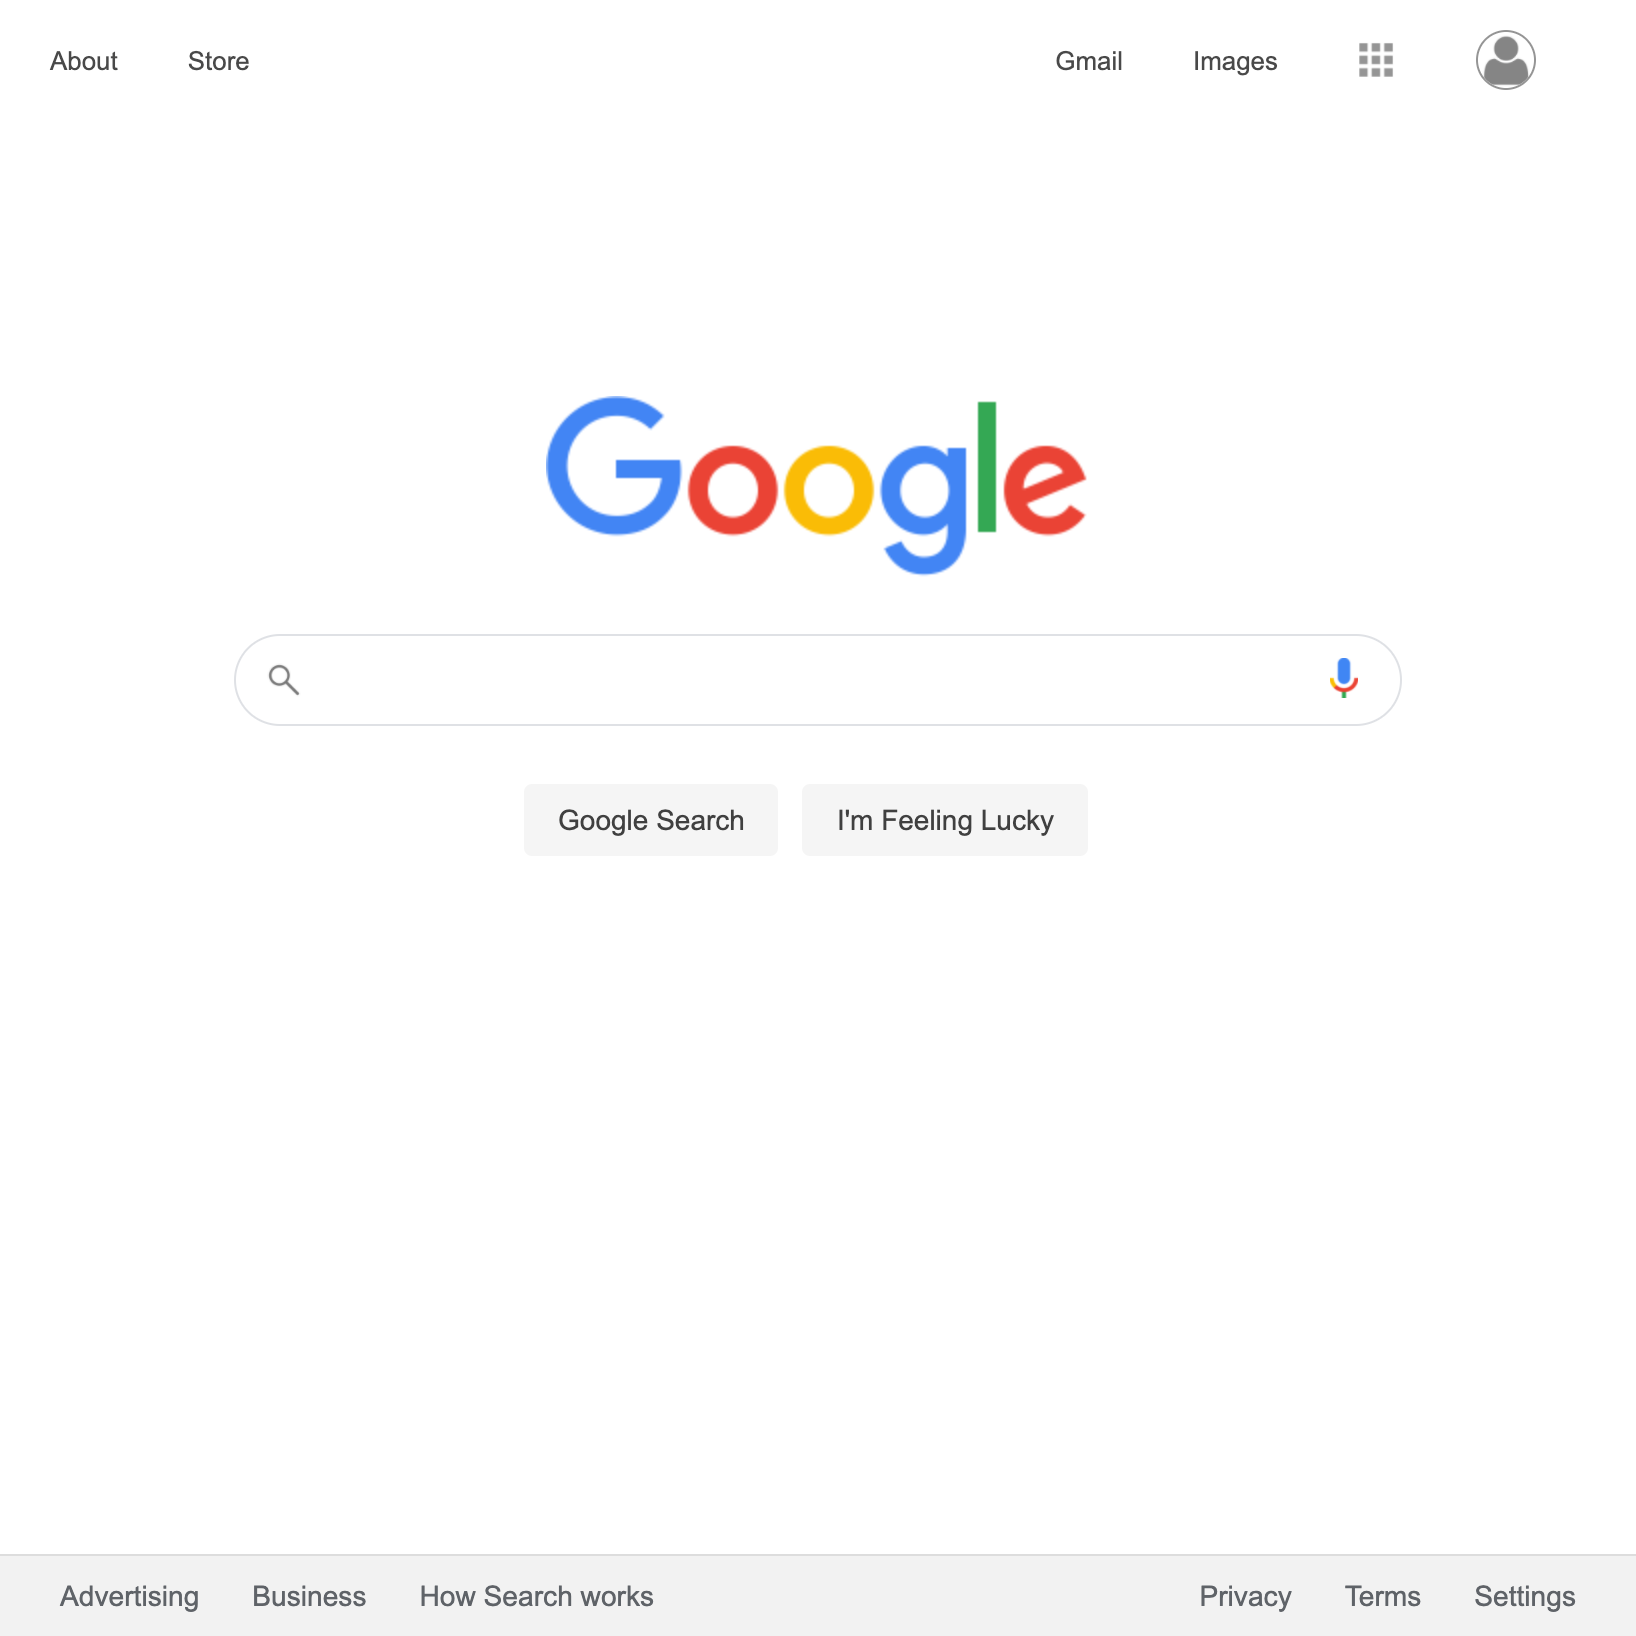 About Store Gmail Images
Google
Google Search I'm Feeling Lucky
Advertising Business How Search works Privacy Terms Settings